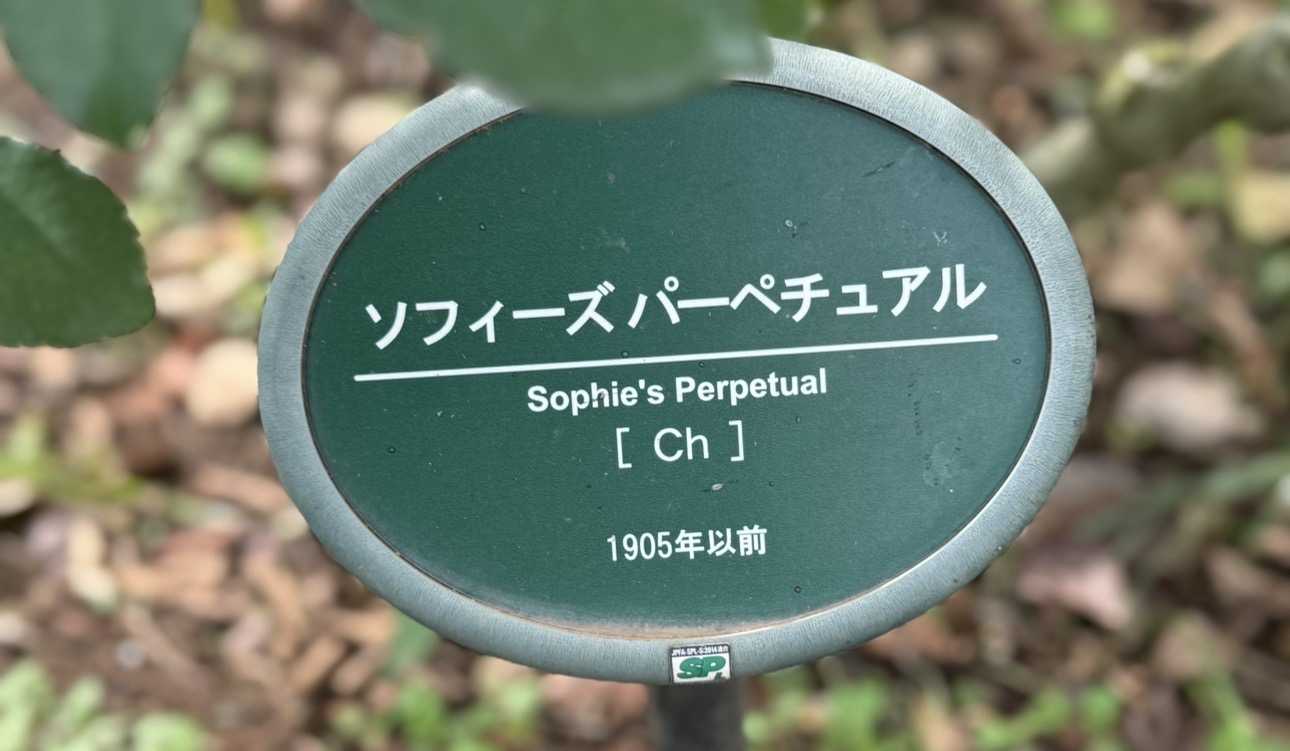 ソフィーズ パーペチュアル
Sophie's Perpetual
[ Ch ]
1905年以前
SP